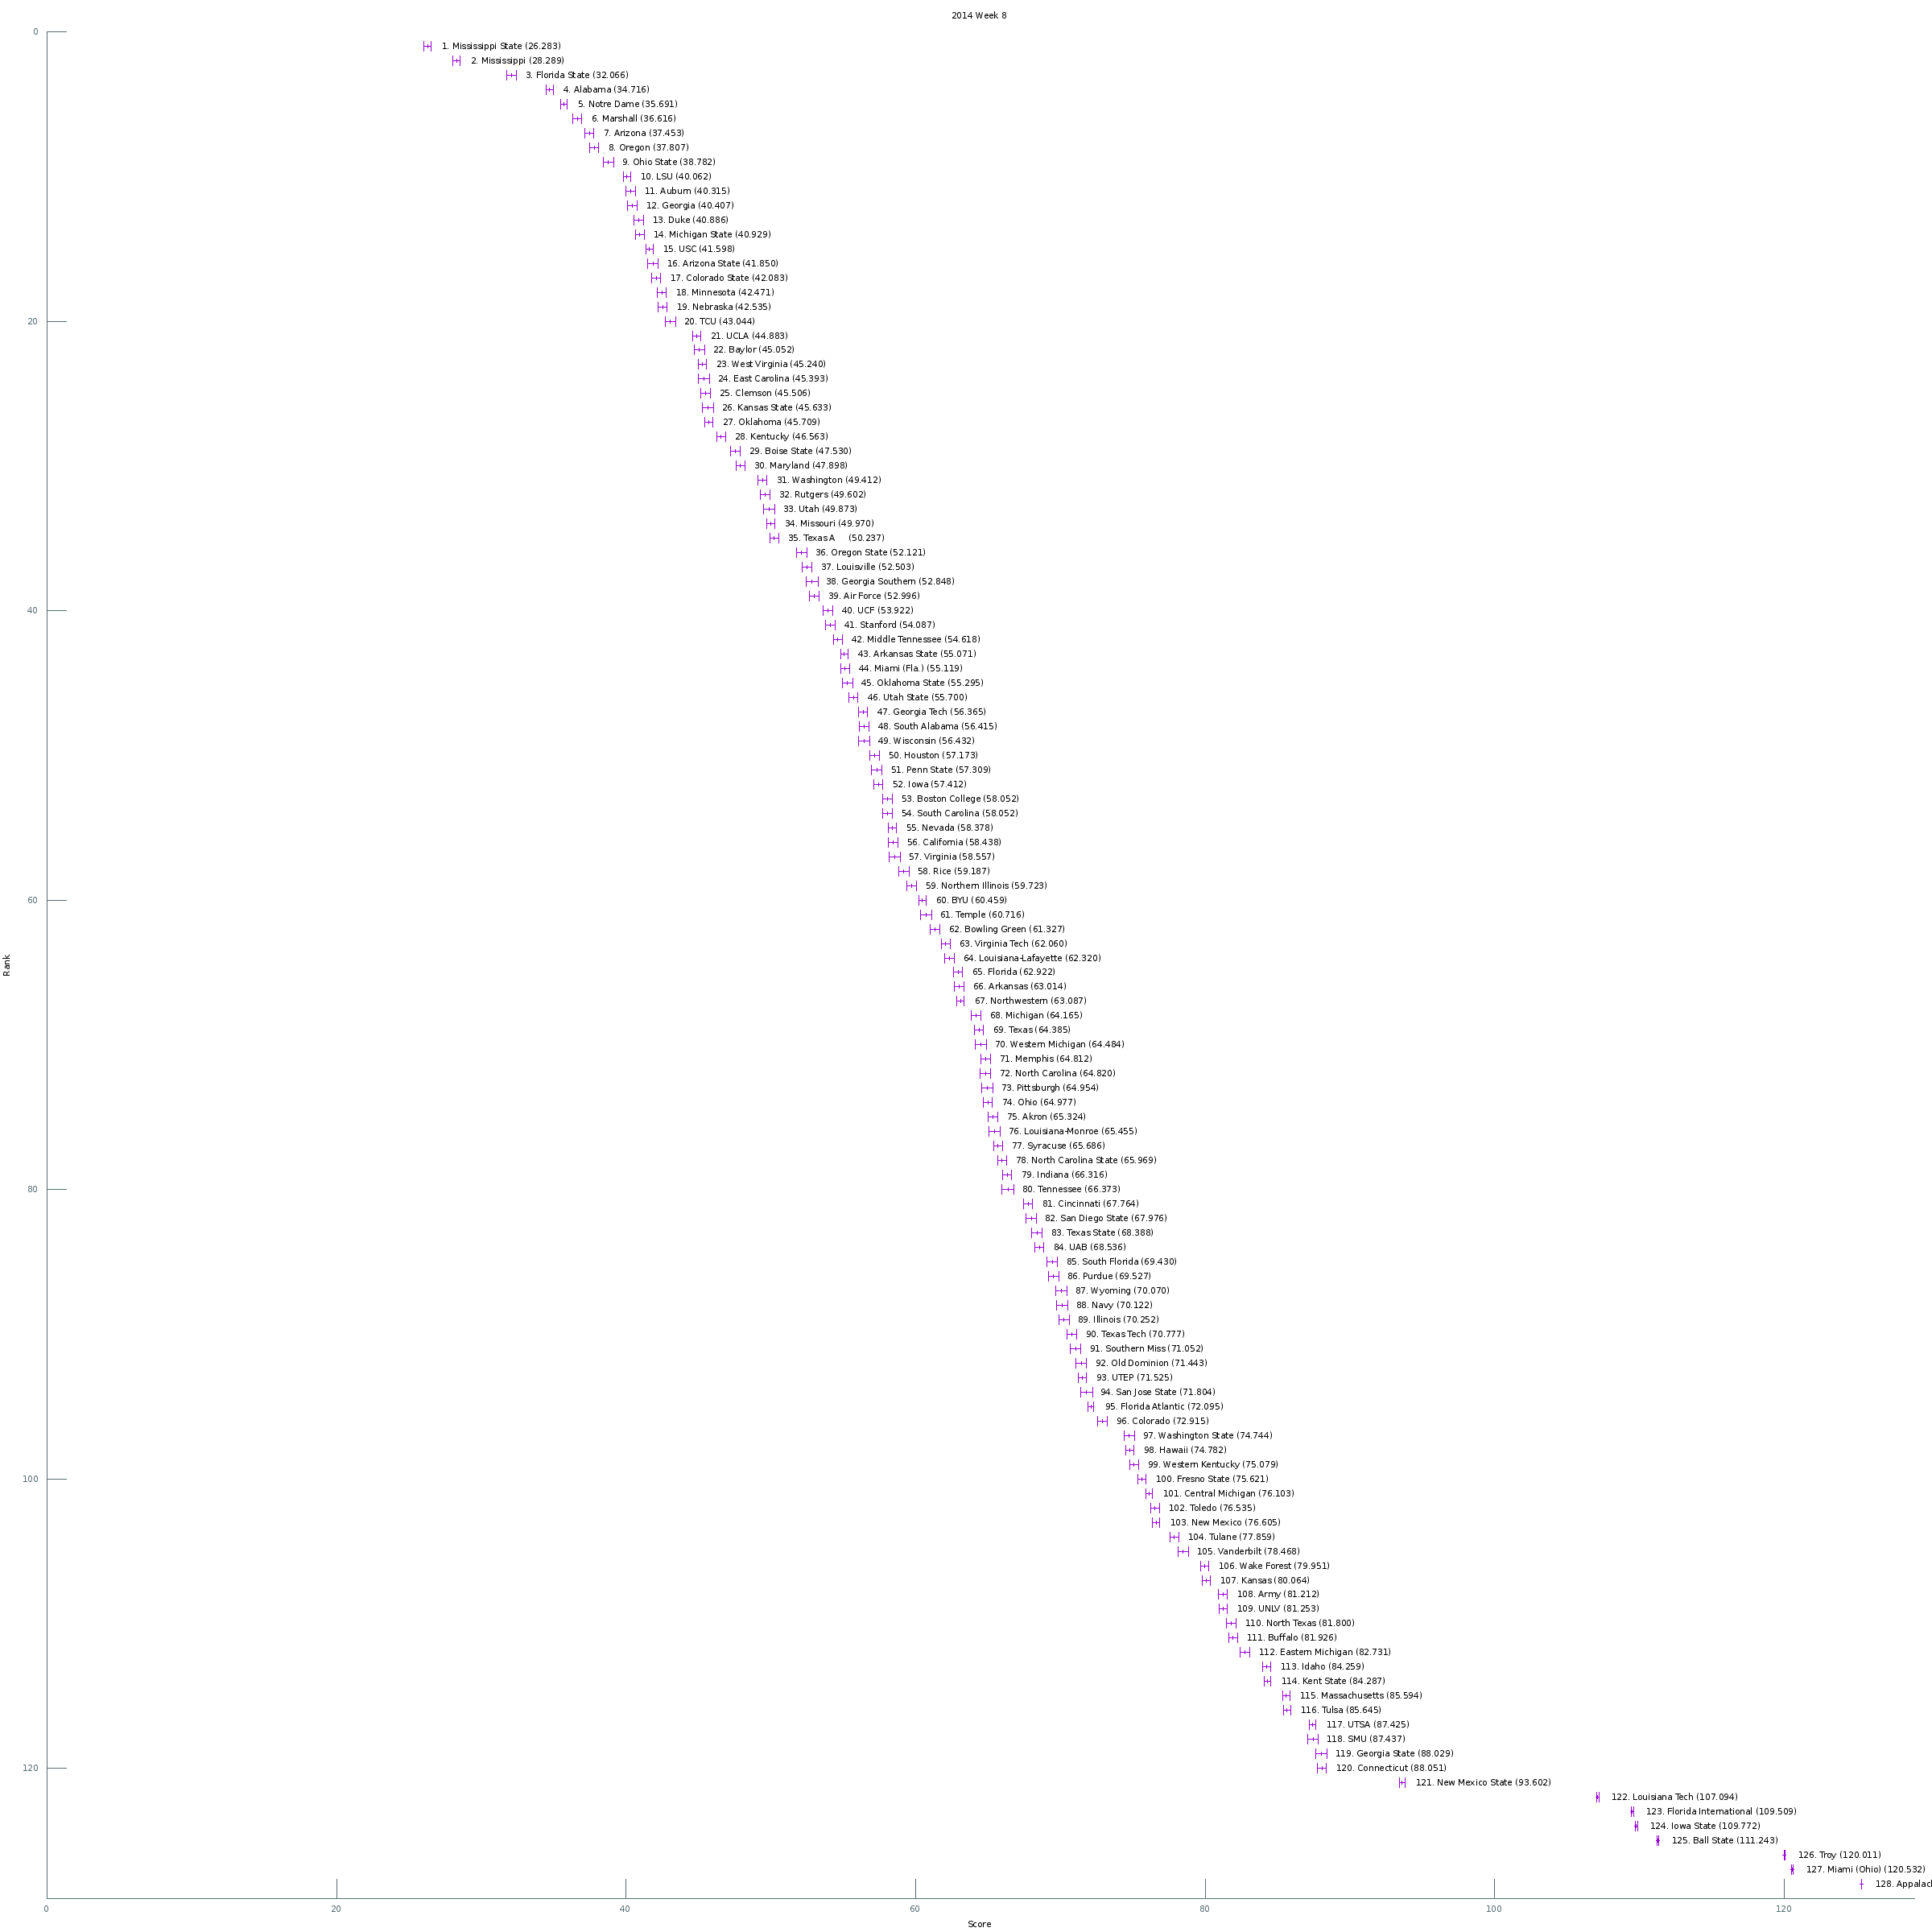 2014 Week 8
0
1. Mississippi State (26.283)
2. Mississippi (28.289)
3. Florida State (32.066)
4. Alabama (34.716)
5. Notre Dame (35.691)
6. Marshall (36.616)
7. Arizona (37.453)
8. Oregon (37.807)
9. Ohio State (38.782)
10. LSU (40.062)
11. Auburn (40.315)
12. Georgia (40.407)
13. Duke (40.886)
14. Michigan State (40.929)
15. USC (41.598)
16. Arizona State (41.850)
17. Colorado State (42.083)
18. Minnesota (42.471)
19. Nebraska (42.535)
20
20. TCU (43.044)
21. UCLA (44.883)
22. Baylor (45.052)
23. West Virginia (45.240)
24. East Carolina (45.393)
25. Clemson (45.506)
26. Kansas State (45.633)
27. Oklahoma (45.709)
28. Kentucky (46.563)
29. Boise State (47.530)
30. Maryland (47.898)
31. Washington (49.412)
32. Rutgers (49.602)
33. Utah (49.873)
34. Missouri (49.970)
35. Texas A (50.237)
36. Oregon State (52.121)
37. Louisville (52.503)
38. Georgia Southern (52.848)
39. Air Force (52.996)
40
40. UCF (53.922)
41. Stanford (54.087)
42. Middle Tennessee (54.618)
43. Arkansas State (55.071)
44. Miami (Fla.) (55.119)
45. Oklahoma State (55.295)
46. Utah State (55.700)
47. Georgia Tech (56.365)
48. South Alabama (56.415)
49. Wisconsin (56.432)
50. Houston (57.173)
51. Penn State (57.309)
52. Iowa (57.412)
53. Boston College (58.052)
54. South Carolina (58.052)
55. Nevada (58.378)
56. California (58.438)
57. Virginia (58.557)
58. Rice (59.187)
59. Northern Illinois (59.723)
60
60. BYU (60.459)
61. Temple (60.716)
62. Bowling Green (61.327)
63. Virginia Tech (62.060)
64. Louisiana-Lafayette (62.320)
Rank
65. Florida (62.922)
66. Arkansas (63.014)
67. Northwestern (63.087)
68. Michigan (64.165)
69. Texas (64.385)
70. Western Michigan (64.484)
71. Memphis (64.812)
72. North Carolina (64.820)
73. Pittsburgh (64.954)
74. Ohio (64.977)
75. Akron (65.324)
76. Louisiana-Monroe (65.455)
77. Syracuse (65.686)
78. North Carolina State (65.969)
79. Indiana (66.316)
80
80. Tennessee (66.373)
81. Cincinnati (67.764)
82. San Diego State (67.976)
83. Texas State (68.388)
84. UAB (68.536)
85. South Florida (69.430)
86. Purdue (69.527)
87. Wyoming (70.070)
88. Navy (70.122)
89. Illinois (70.252)
90. Texas Tech (70.777)
91. Southern Miss (71.052)
92. Old Dominion (71.443)
93. UTEP (71.525)
94. San Jose State (71.804)
95. Florida Atlantic (72.095)
96. Colorado (72.915)
97. Washington State (74.744)
98. Hawaii (74.782)
99. Western Kentucky (75.079)
100
100. Fresno State (75.621)
101. Central Michigan (76.103)
102. Toledo (76.535)
103. New Mexico (76.605)
104. Tulane (77.859)
105. Vanderbilt (78.468)
106. Wake Forest (79.951)
107. Kansas (80.064)
108. Army (81.212)
109. UNLV (81.253)
110. North Texas (81.800)
111. Buffalo (81.926)
112. Eastern Michigan (82.731)
113. Idaho (84.259)
114. Kent State (84.287)
115. Massachusetts (85.594)
116. Tulsa (85.645)
117. UTSA (87.425)
118. SMU (87.437)
119. Georgia State (88.029)
120
120. Connecticut (88.051)
121. New Mexico State (93.602)
122. Louisiana Tech (107.094)
123. Florida International (109.509)
124. Iowa State (109.772)
125. Ball State (111.243)
126. Troy (120.011)
127. Miami (Ohio) (120.532)
128. Appalac
0 20 40 60 80 100 120
Score